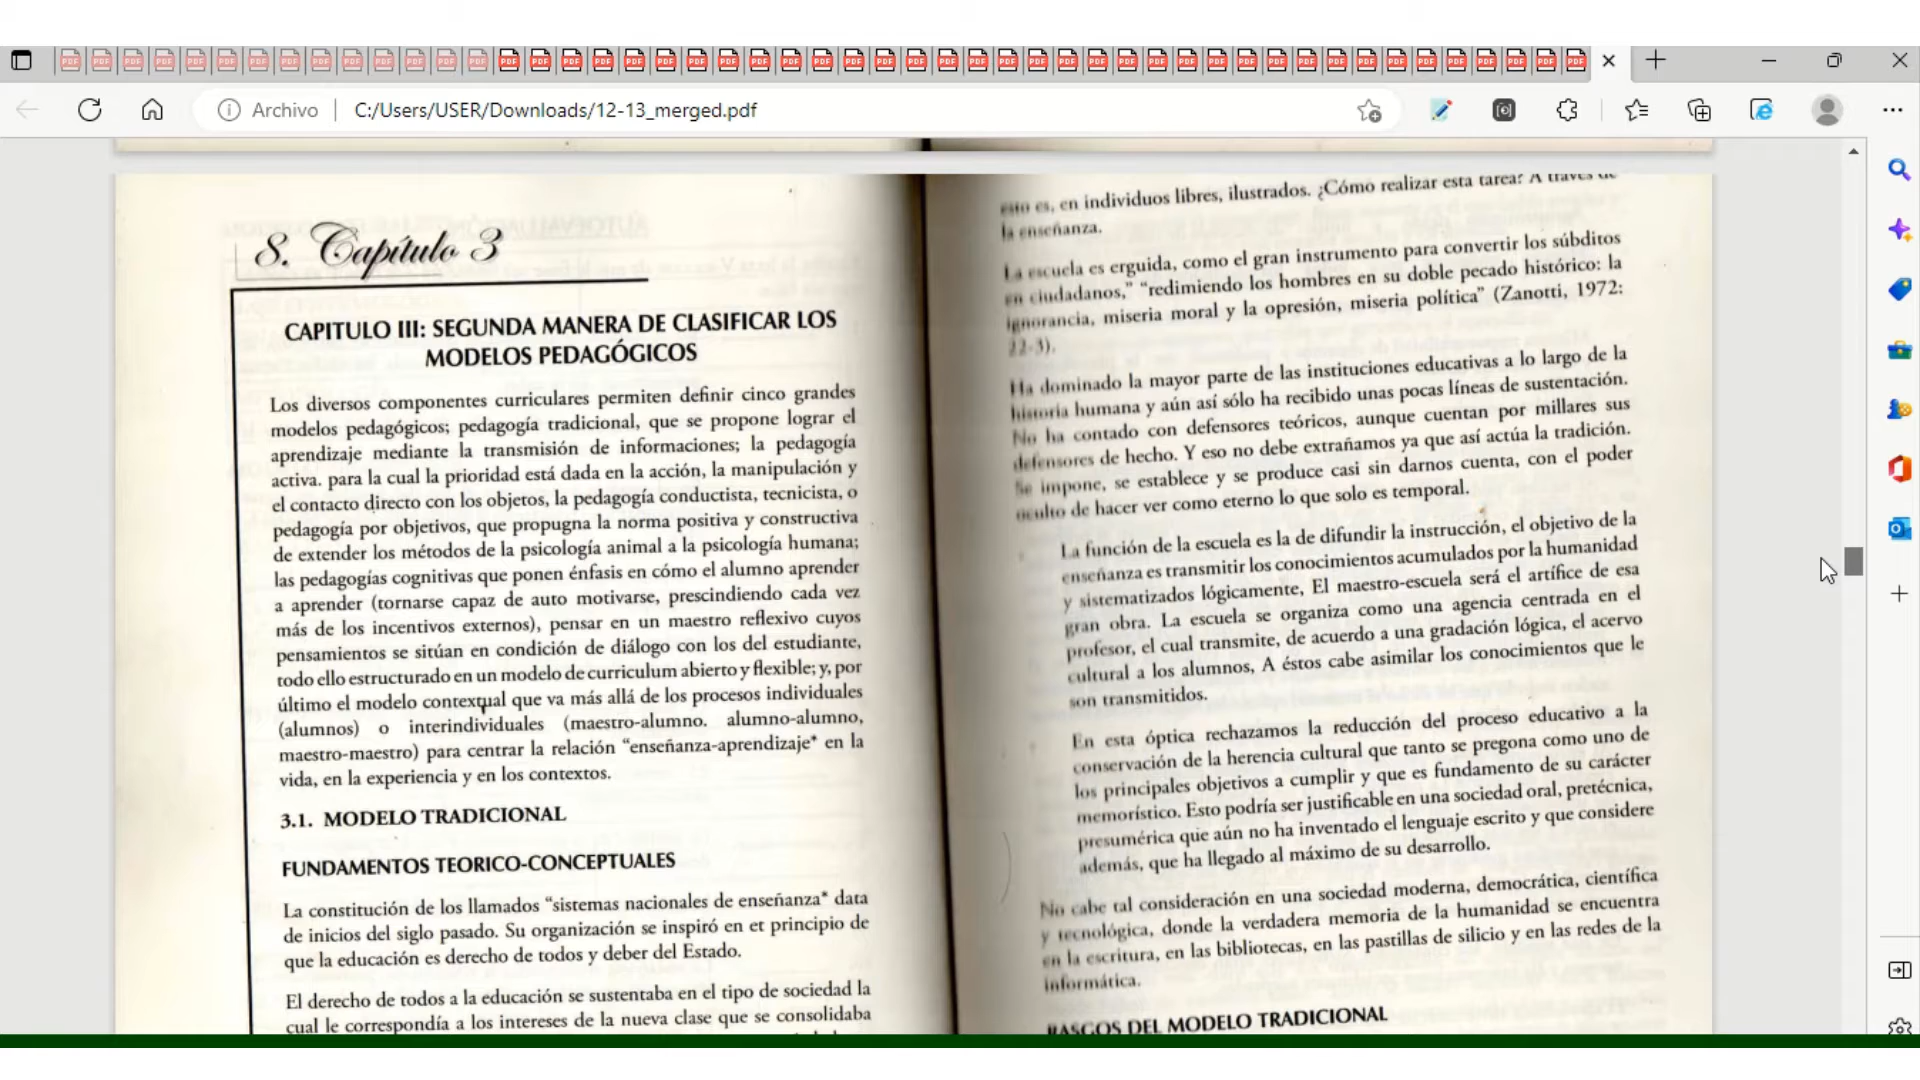 Archivo
C:/Users/USER/Downloads/12-13_merged.pdf
8. Capítulo 3
CAPITULO III: SEGUNDA MANERA DE CLASIFICAR LOS
MODELOS PEDAGÓGICOS
Los diversos componentes curriculares permiten definir cinco grandes
modelos pedagógicos; pedagogía tradicional, que se propone lograr el
aprendizaje mediante la transmisión de informaciones; la pedagogía
activa. para la cual la prioridad está dada en la acción, la manipulación y
el contacto directo con los objetos, la pedagogía conductista, tecnicista, o
pedagogía por objetivos, que propugna la norma positiva y constructiva
de extender los métodos de la psicología animal a la psicología humana;
las pedagogías cognitivas que ponen énfasis en cómo el alumno aprender
a aprender (tornarse capaz de auto motivarse, prescindiendo cada vez
más de los incentivos externos), pensar en un maestro reflexivo cuyos
pensamientos se sitúan en condición de diálogo con los del estudiante,
todo ello estructurado en un modelo de curriculum abierto y flexible; y, por
último el modelo contextual que va más allá de los procesos individuales
(alumnos) o interindividuales (maestro-alumno. alumno-alumno,
maestro-maestro) para centrar la relación “enseñanza-aprendizaje* en la
vida, en la experiencia y en los contextos.
3.1. MODELO TRADICIONAL
FUNDAMENTOS TEORICO-CONCEPTUALES
La constitución de los llamados “sistemas nacionales de enseñanza* data
de inicios del siglo pasado. Su organización se inspiró en et principio de
que la educación es derecho de todos y deber del Estado.
El derecho de todos a la educación se sustentaba en el tipo de sociedad la
cual le correspondía a los intereses de la nueva clase que se consolidaba
esto es, en individuos libres, ilustrados. ¿Cómo realizar esta tarea? A través de
la enseñanza.
La escuela es erguida, como el gran instrumento para convertir los súbditos
en ciudadanos,” “redimiendo los hombres en su doble pecado histórico: la
ignorancia, miseria moral y la opresión, miseria política” (Zanotti, 1972:
22-3).
Ha dominado la mayor parte de las instituciones educativas a lo largo de la
historia humana y aún así sólo ha recibido unas pocas líneas de sustentación.
No ha contado con defensores teóricos, aunque cuentan por millares sus
defensores de hecho. Y eso no debe extrañamos ya que así actúa la tradición.
Se impone, se establece y se produce casi sin darnos cuenta, con el poder
oculto de hacer ver como eterno lo que solo es temporal.
La función de la escuela es la de difundir la instrucción, el objetivo de la
enseñanza es transmitir los conocimientos acumulados por la humanidad
y sistematizados lógicamente, El maestro-escuela será el artífice de esa
gran obra. La escuela se organiza como una agencia centrada en el
profesor, el cual transmite, de acuerdo a una gradación lógica, el acervo
cultural a los alumnos, A éstos cabe asimilar los conocimientos que le
son transmitidos.
En esta óptica rechazamos la reducción del proceso educativo a la
conservación de la herencia cultural que tanto se pregona como uno de
los principales objetivos a cumplir y que es fundamento de su carácter
memorístico. Esto podría ser justificable en una sociedad oral, pretécnica,
presumérica que aún no ha inventado el lenguaje escrito y que considere
además, que ha llegado al máximo de su desarrollo.
No cabe tal consideración en una sociedad moderna, democrática, científica
y tecnológica, donde la verdadera memoria de la humanidad se encuentra
en la escritura, en las bibliotecas, en las pastillas de silicio y en las redes de la
informática.
RASGOS DEL MODELO TRADICIONAL